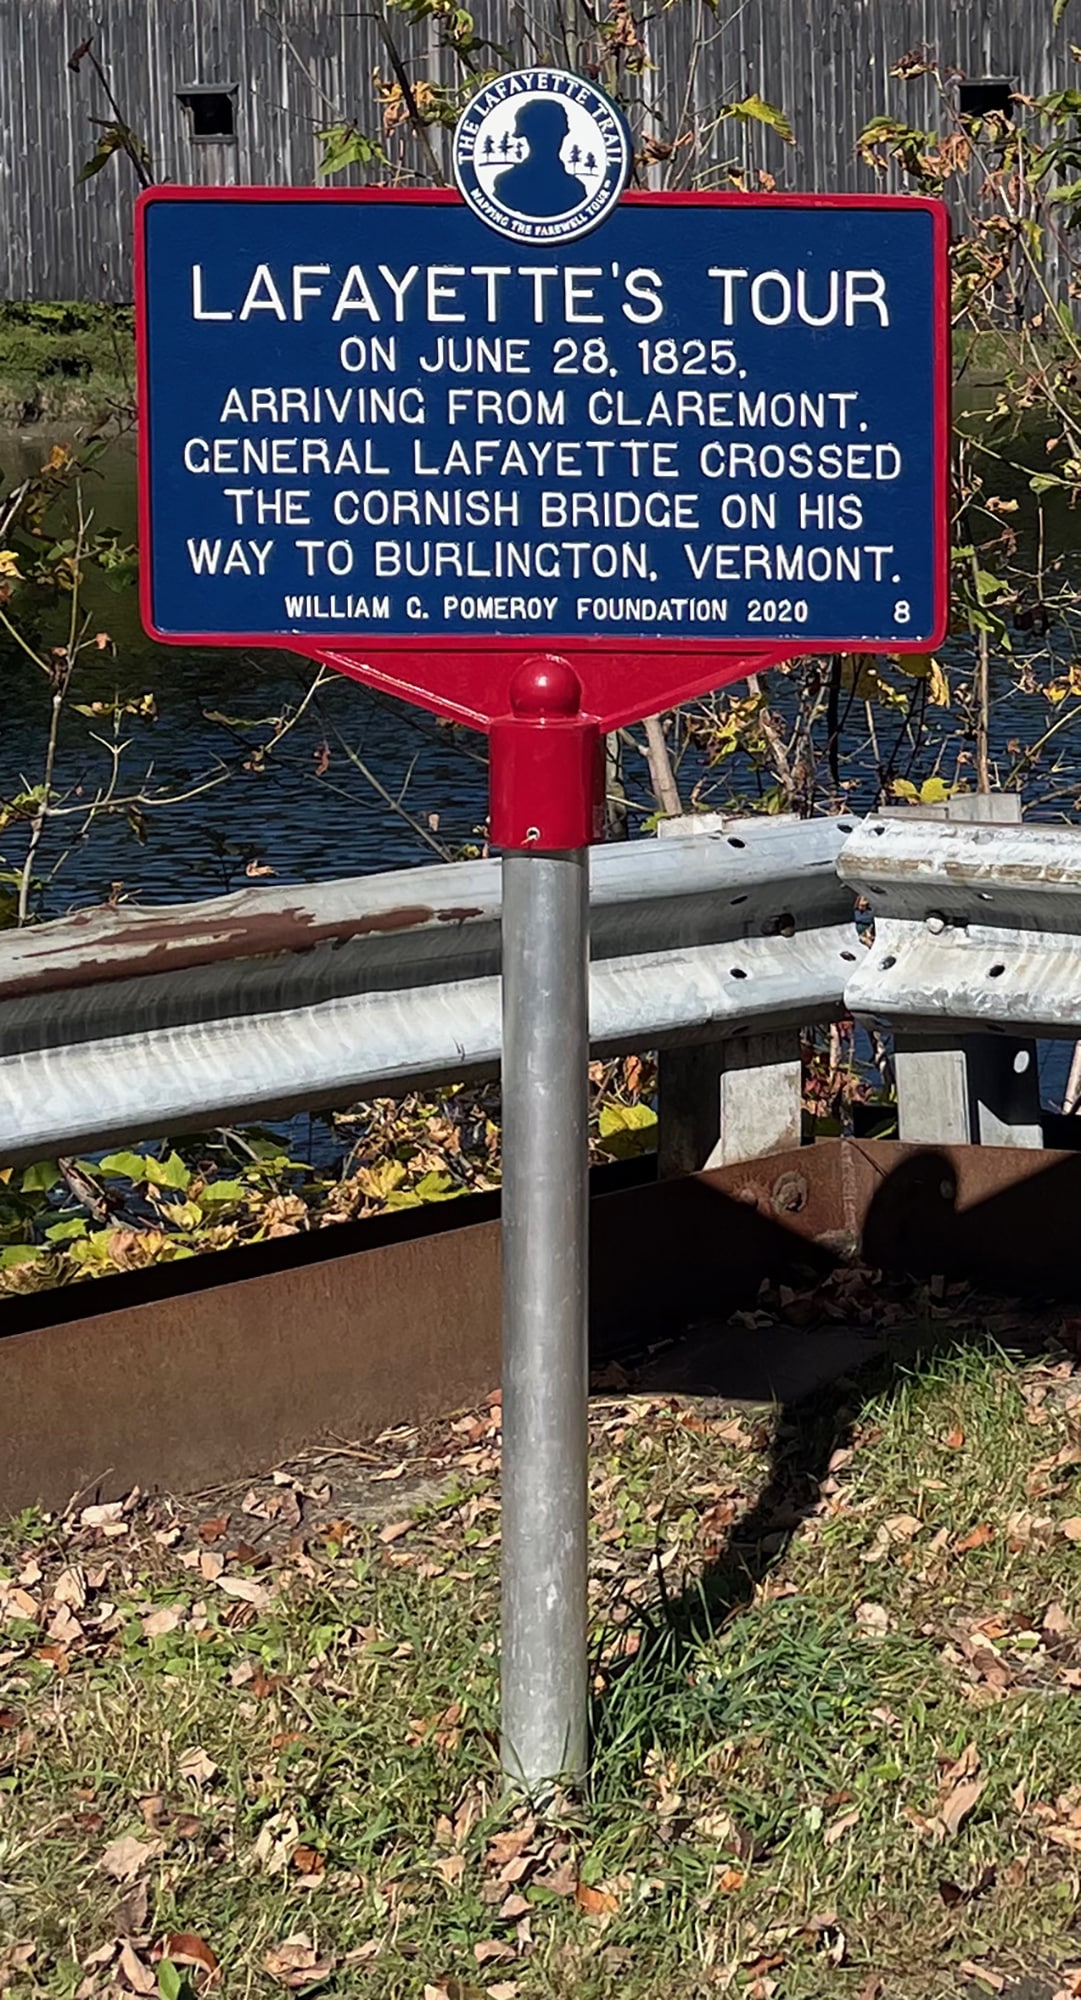 THE LAFAYETTE TRAIL
MAPPING THE FAREWELL TOUR
LAFAYETTE'S TOUR
ON JUNE 28, 1825,
ARRIVING FROM CLAREMONT,
GENERAL LAFAYETTE CROSSED
THE CORNISH BRIDGE ON HIS
WAY TO BURLINGTON, VERMONT.
WILLIAM G. POMEROY FOUNDATION 2020 8